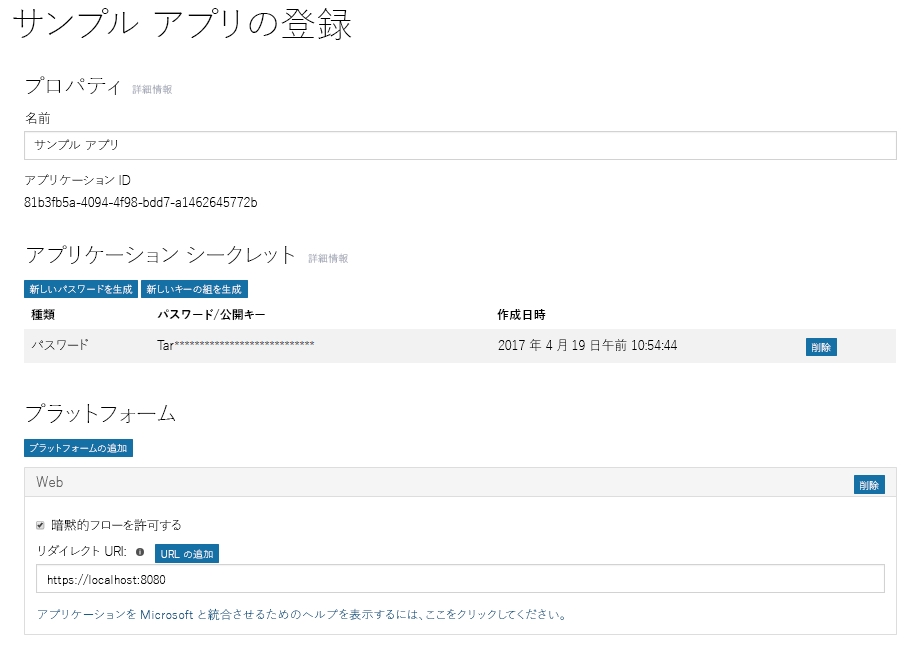 サンプル アプリの登録
プロパティ 詳細情報
名前
サンプル アプリ
アプリケーション ID
81b3fb5a-4094-4f98-bdd7-a1462645772b
アプリケーション シークレット 詳細情報
新しいパスワードを生成 新しいキーの組を生成
種類 パスワード/公開キー 作成日時
パスワード Tar**************************** 2017 年 4 月 19 日午前 10:54:44 削除
プラットフォーム
プラットフォームの追加
Web 削除
暗黙的フローを許可する
リダイレクト URI: URL の追加
https://localhost:8080
アプリケーションを Microsoft と統合させるためのヘルプを表示するには、ここをクリックしてください。